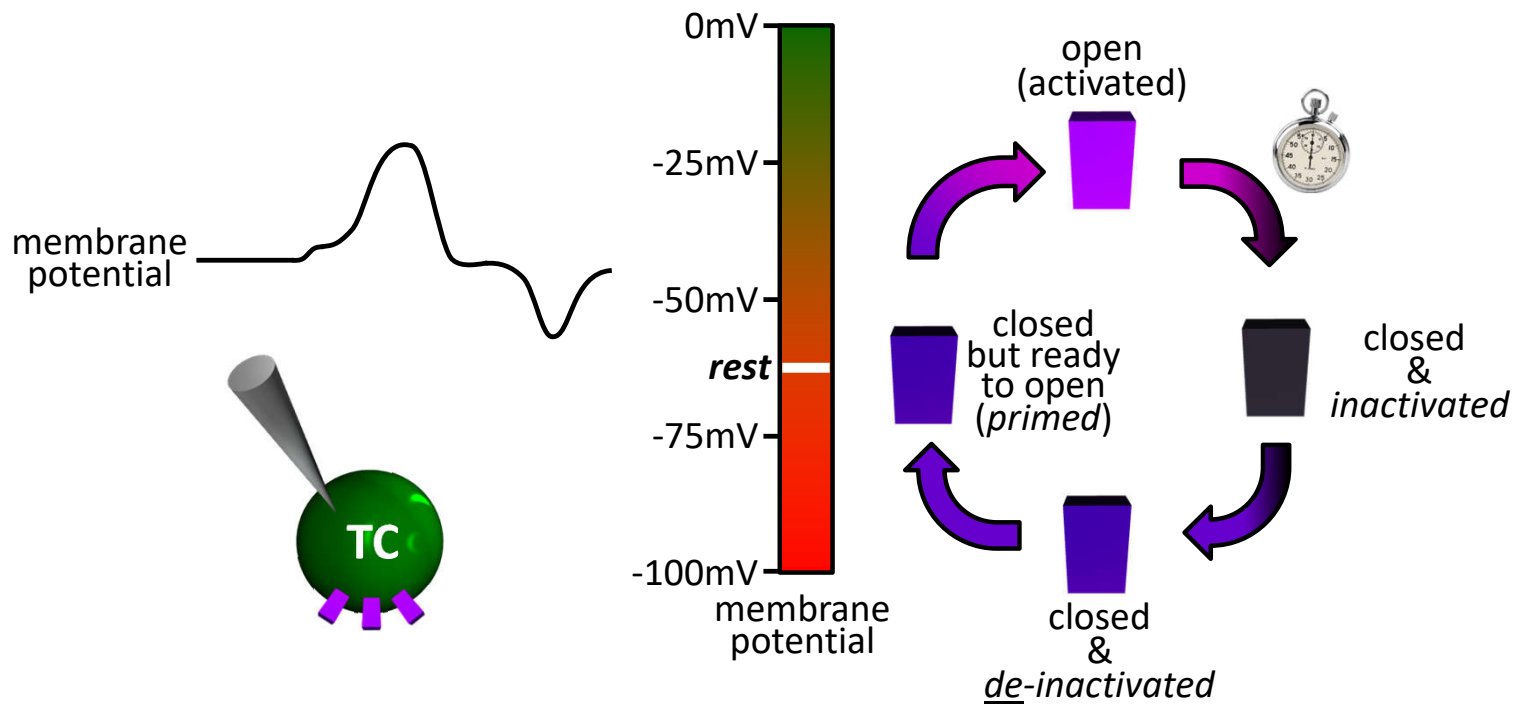 membrane
potential
TC
0mV
-25mV
-50mV
rest
-75mV
-100mV
membrane
potential
open
(activated)
closed
but ready
to open
(primed)
closed
&
inactivated
closed
&
de-inactivated